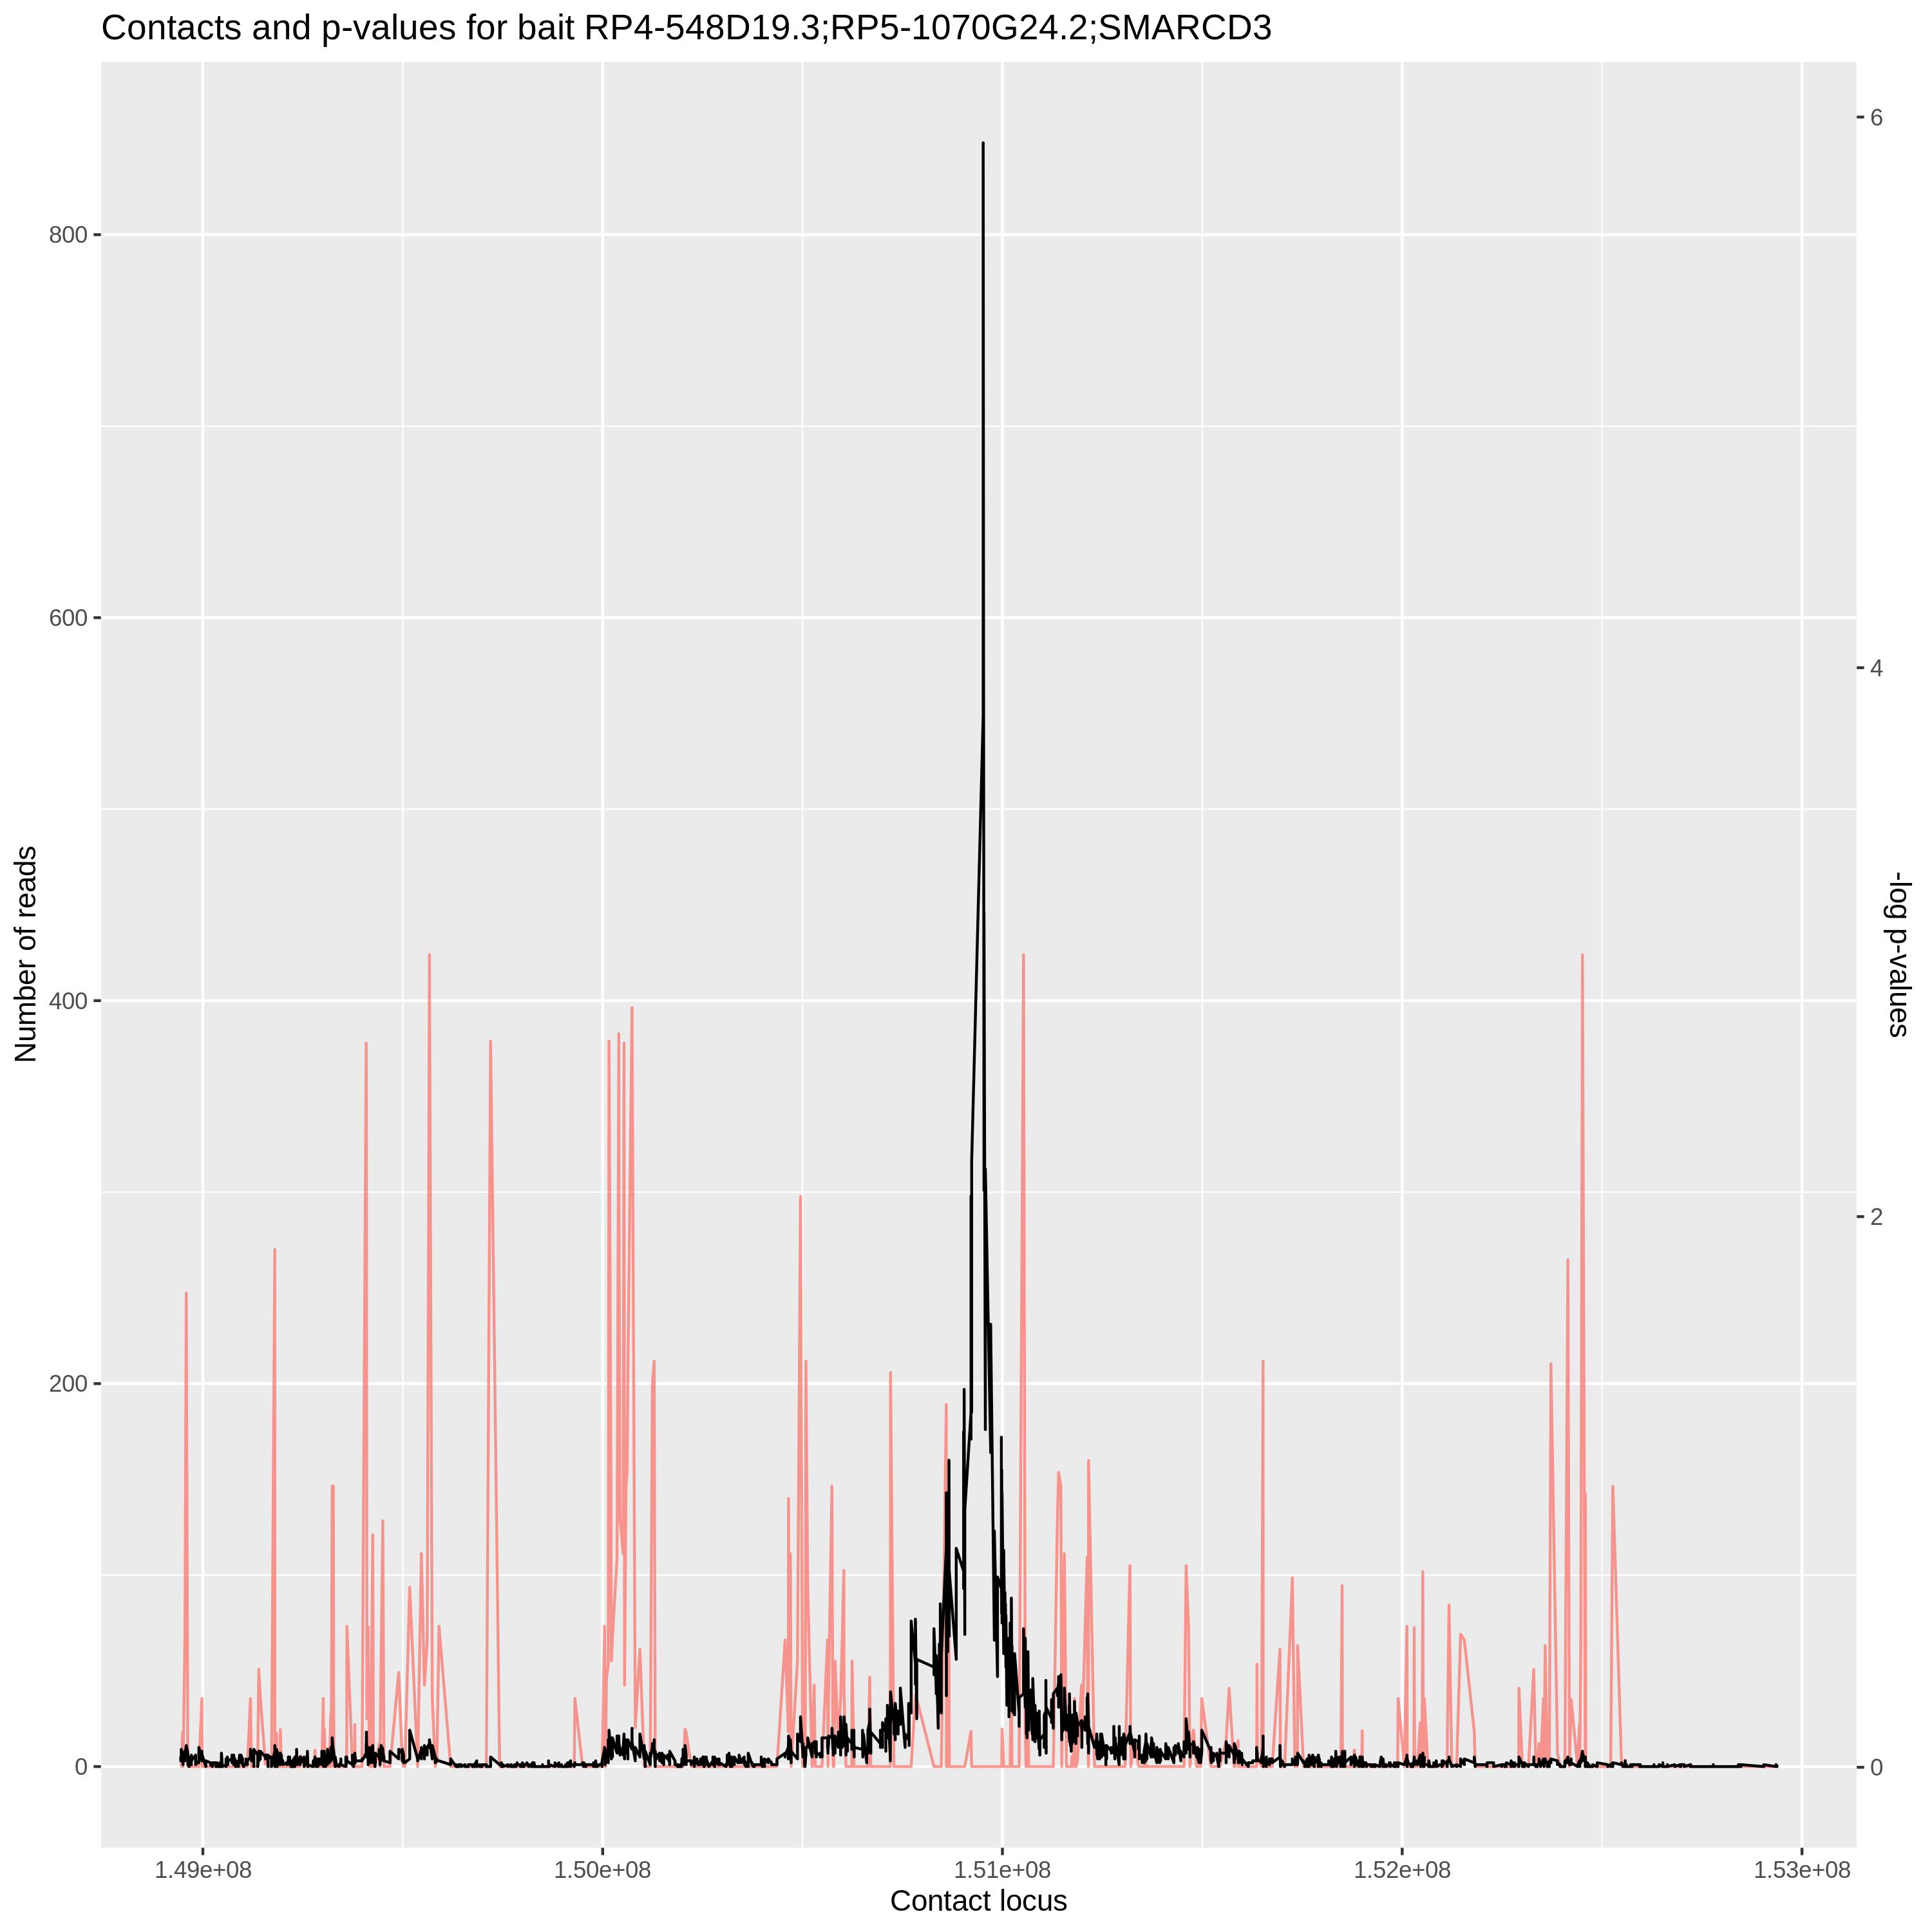 Contacts and p-values for bait RP4-548D19.3;RP5-1070G24.2;SMARCD3
6
800
4
600
Number of reads
-log p-values
400
2
200
0
0
1.49e+08
1.50e+08
1.51e+08
1.52e+08
1.53e+08
Contact locus